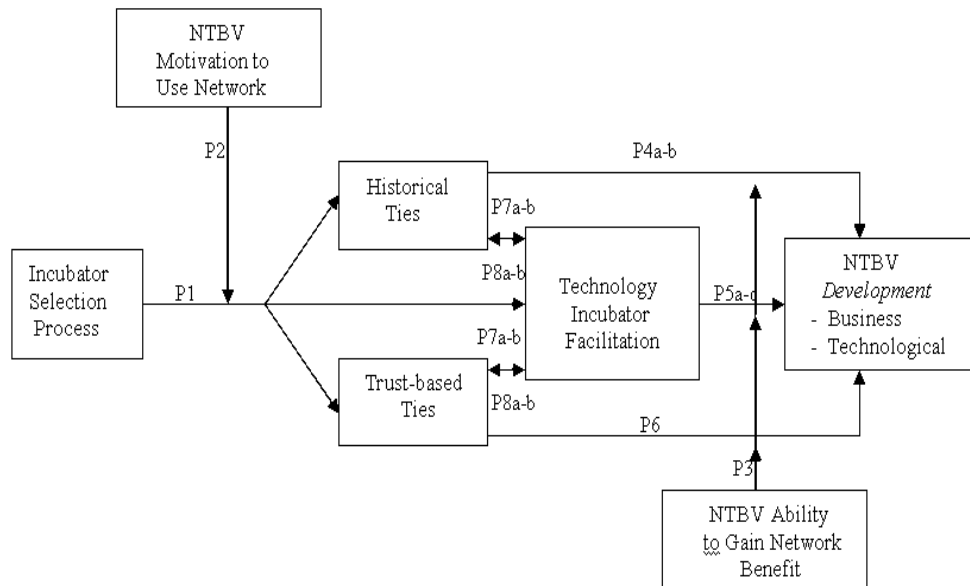 NTBV
Motivation to
Use Network
P2
P4a-b
Historical
Ties
P7a-b
P8a-b
Incubator
Selection
Process
P1
Technology
Incubator
Facilitation
P5a-c
NTBV
Development
- Business
- Technological
P7a-b
P8a-b
Trust-based
Ties
P6
P3
NTBV Ability
to Gain Network
Benefit